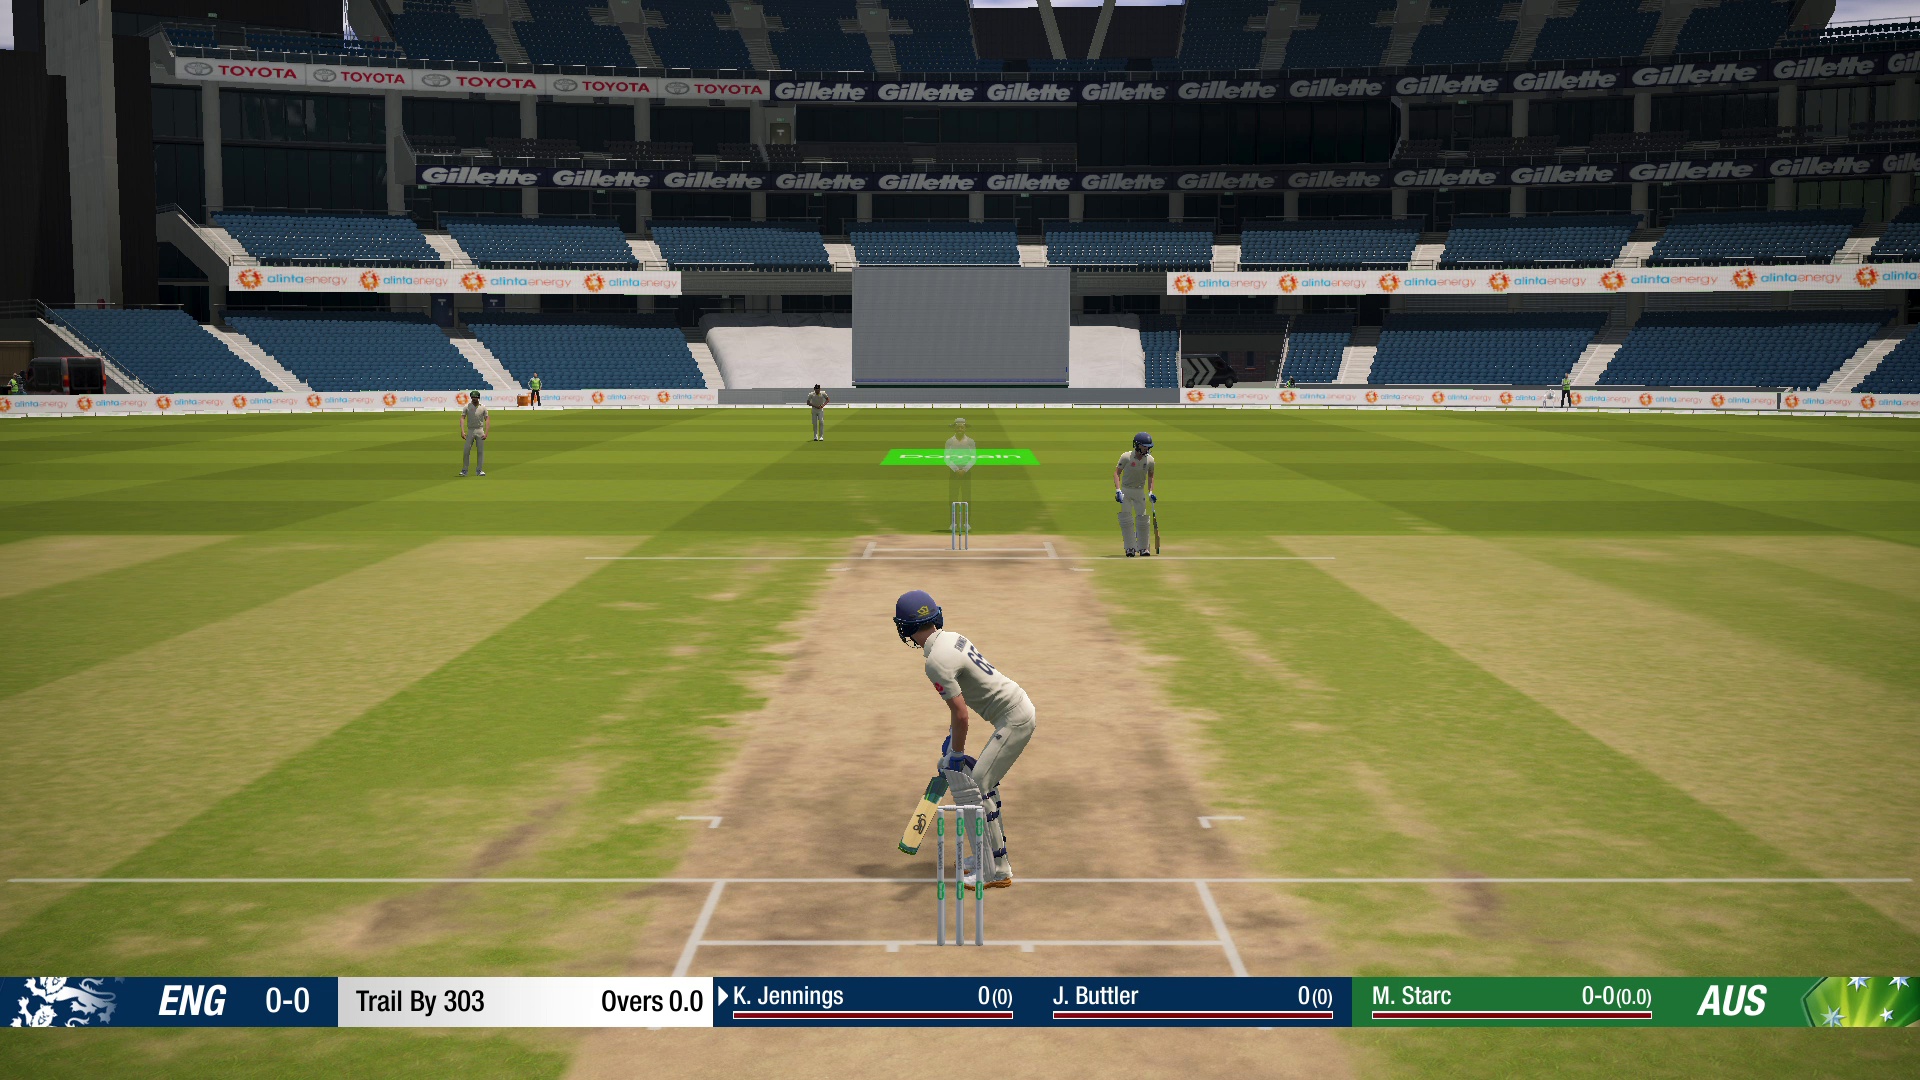 TOYOTA TOYOTA TOYOTA TOYOTA TOYOTA Gillette Gillette Gillette Gillette Gillette Gillette Gillette Gillette Gillette Gillette
Gillette Gillette Gillette Gillette Gillette Gillette Gillette Gillette Gillette Gillette Gillette Gillette Gillette
alintaenergy alintaenergy alintaenergy alintaenergy alintaenergy alintaenergy alintaenergy alintaenergy alintaenergy alintaenergy
Domain
ENG 0-0 Trail By 303 Overs 0.0 K. Jennings 0 (0) J. Buttler 0 (0) M. Starc 0-0 (0.0) AUS